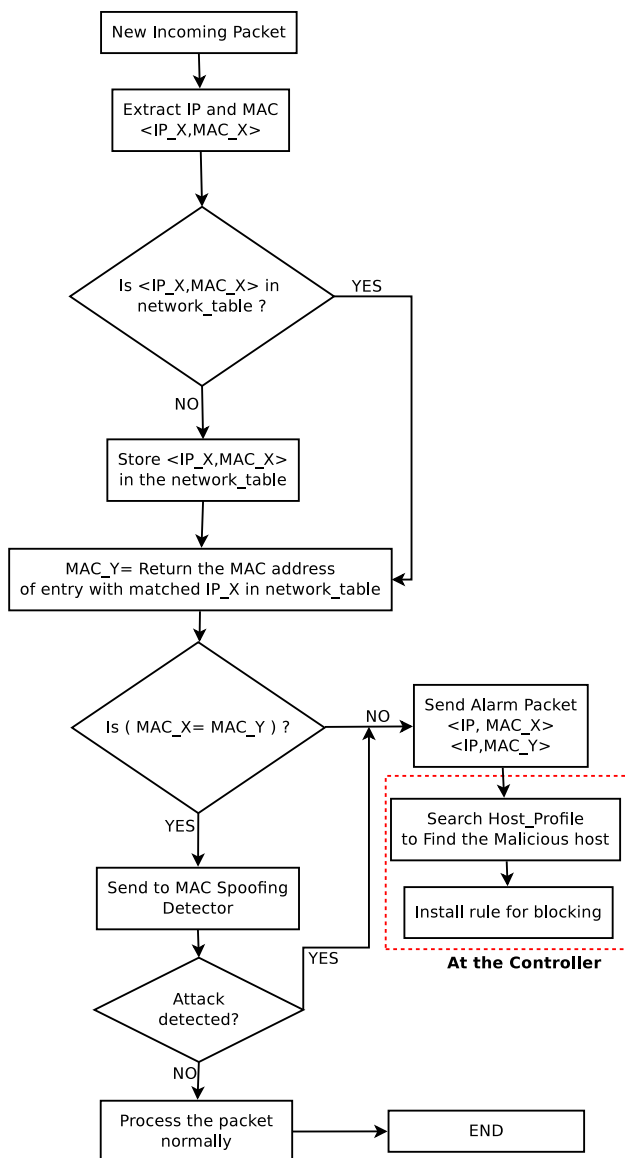 New Incoming Packet
Extract IP and MAC
<IP_X,MAC_X>
Is <IP_X,MAC_X> in
network_table ?
YES
NO
Store <IP_X,MAC_X>
in the network_table
MAC_Y= Return the MAC address
of entry with matched IP_X in network_table
Is ( MAC_X= MAC_Y ) ?
NO
Send Alarm Packet
<IP, MAC_X>
<IP,MAC_Y>
Search Host_Profile
to Find the Malicious host
Install rule for blocking
At the Controller
YES
Send to MAC Spoofing
Detector
YES
Attack
detected?
NO
Process the packet
normally
END